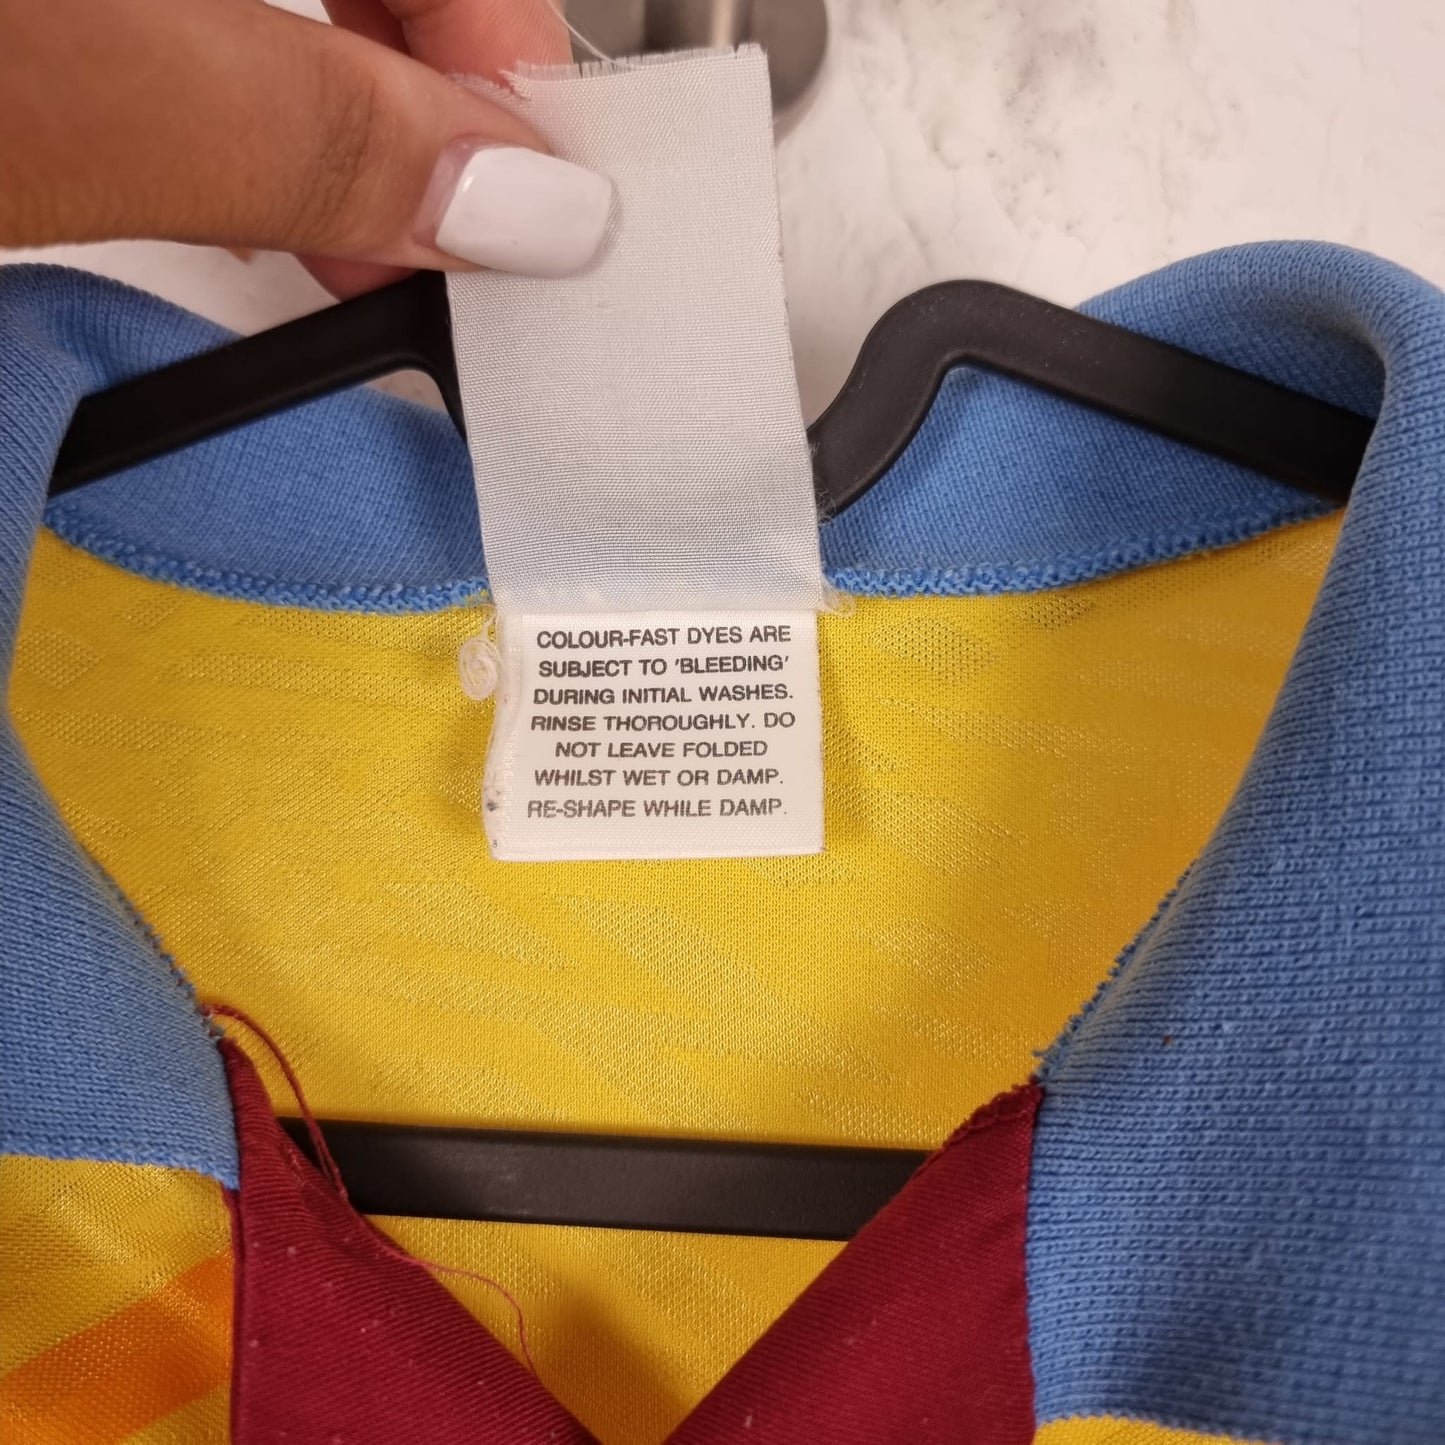 COLOUR-FAST DYES ARE
SUBJECT TO 'BLEEDING'
DURING INITIAL WASHES.
RINSE THOROUGHLY. DO
NOT LEAVE FOLDED
WHILST WET OR DAMP.
RE-SHAPE WHILE DAMP.